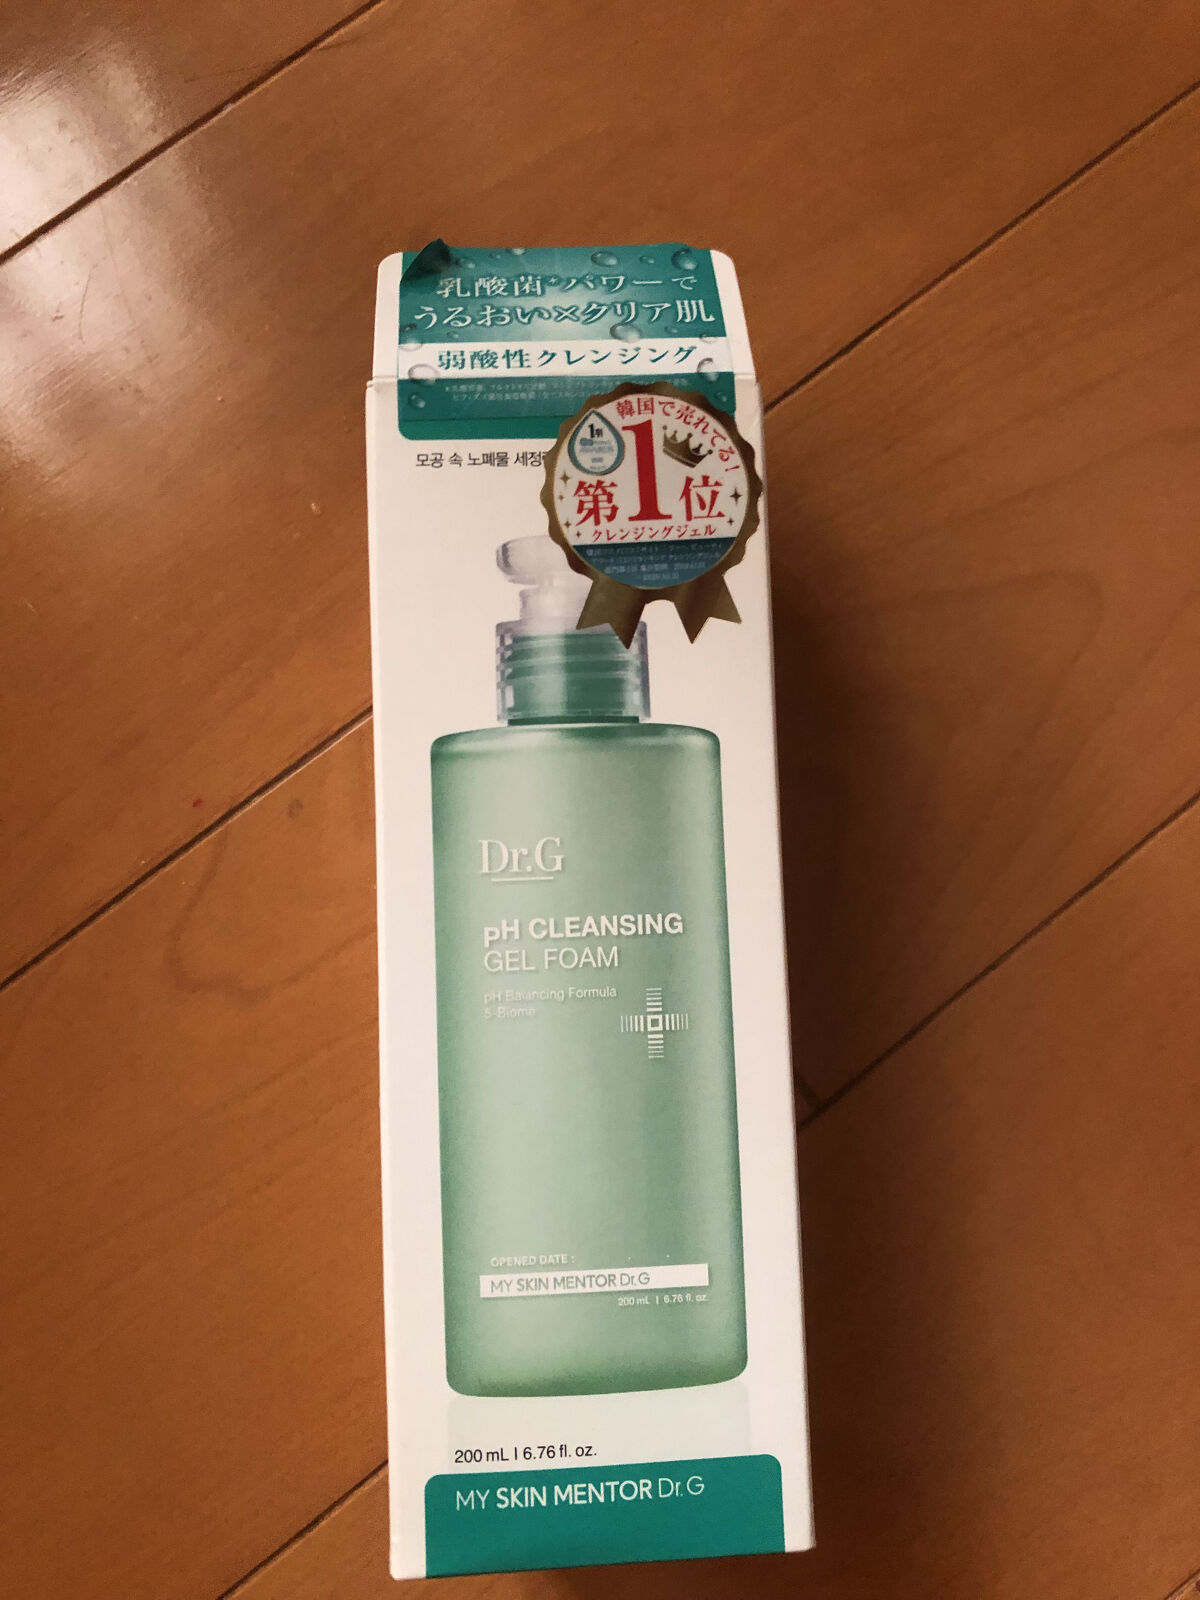 乳酸菌*パワーで
うるおい×クリア肌
弱酸性クレンジング
모공 속 노폐물 세정
韓国で売れてる!
第1位
クレンジングジェル
Dr.G
pH CLEANSING
GEL FOAM
pH Balancing Formula
5-Biome
OPENED DATE :
MY SKIN MENTOR Dr.G
200 mL | 6.76 fl. oz.
200 mL | 6.76 fl. oz.
MY SKIN MENTOR Dr.G